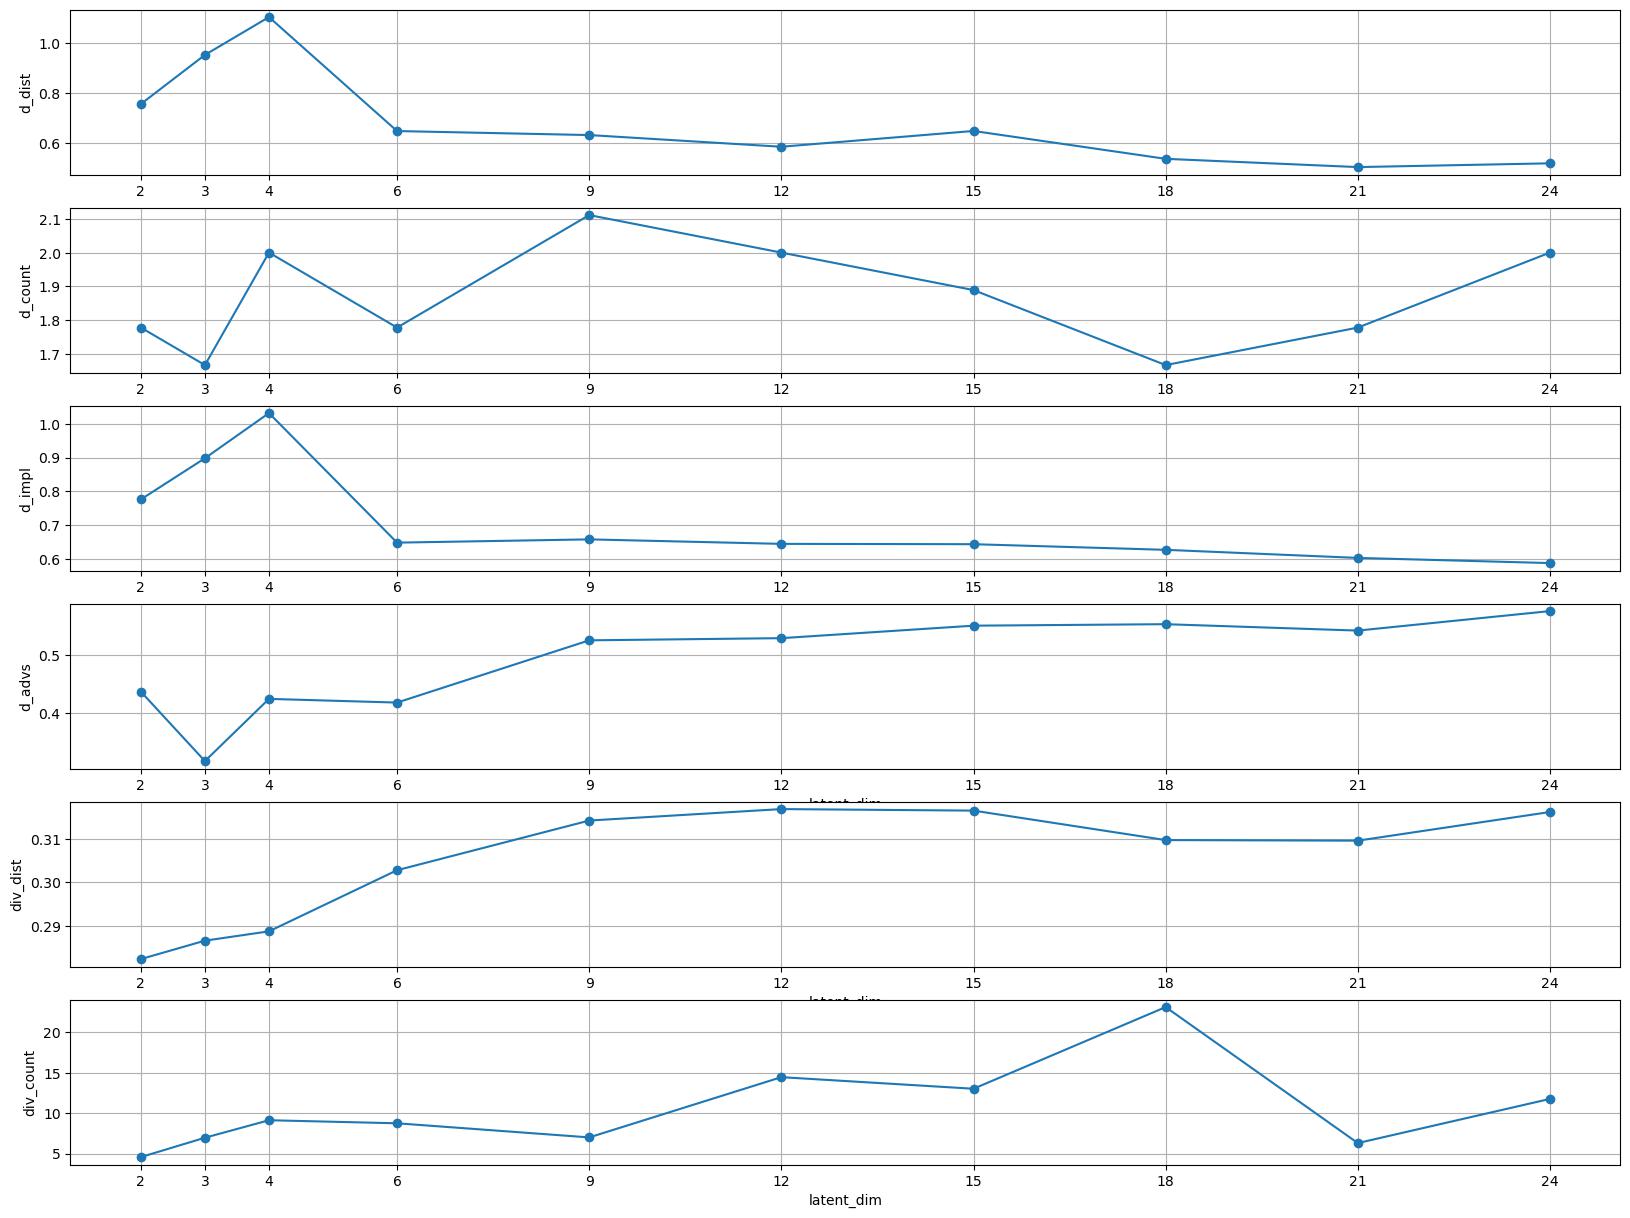 d_dist
1.0
0.8
0.6
2 3 4 6 9 12 15 18 21 24
d_count
2.1
2.0
1.9
1.8
1.7
2 3 4 6 9 12 15 18 21 24
d_impl
1.0
0.9
0.8
0.7
0.6
2 3 4 6 9 12 15 18 21 24
d_advs
0.5
0.4
2 3 4 6 9 12 15 18 21 24
latent_dim
div_dist
0.31
0.30
0.29
2 3 4 6 9 12 15 18 21 24
latent_dim
div_count
20
15
10
5
2 3 4 6 9 12 15 18 21 24
latent_dim